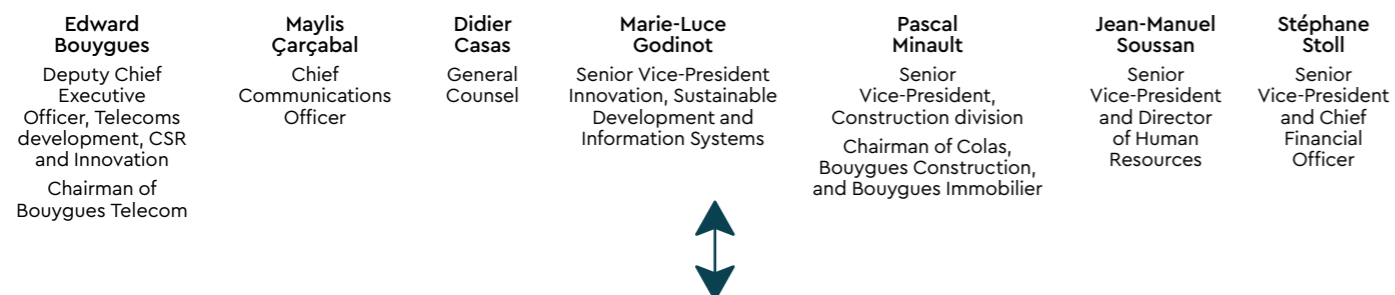 Edward
Bouygues
Deputy Chief
Executive
Officer, Telecoms
development, CSR
and Innovation
Chairman of
Bouygues Telecom
Maylis
Çarçabal
Chief
Communications
Officer
Didier
Casas
General
Counsel
Marie-Luce
Godinot
Senior Vice-President
Innovation, Sustainable
Development and
Information Systems
Pascal
Minault
Senior
Vice-President,
Construction division
Chairman of Colas,
Bouygues Construction,
and Bouygues Immobilier
Jean-Manuel
Soussan
Senior
Vice-President
and Director
of Human
Resources
Stéphane
Stoll
Senior
Vice-President
and Chief
Financial
Officer